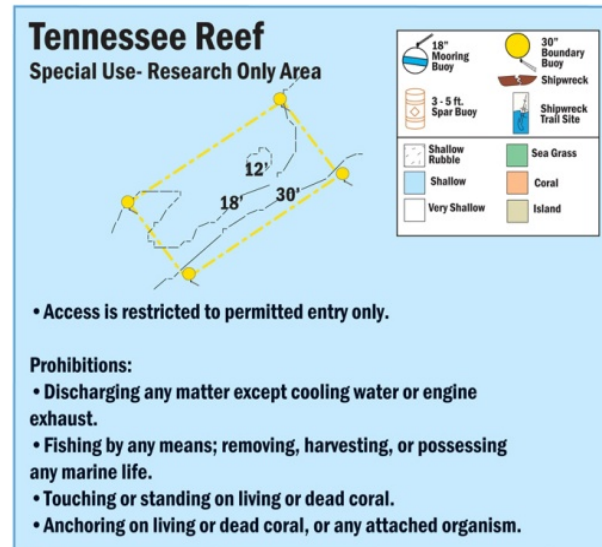 Tennessee Reef
Special Use- Research Only Area
12'
18'
30'
18"
Mooring
Buoy
30"
Boundary
Buoy
Shipwreck
3 - 5 ft.
Spar Buoy
Shipwreck
Trail Site
Shallow
Rubble
Sea Grass
Shallow
Coral
Very Shallow
Island
• Access is restricted to permitted entry only.
Prohibitions:
• Discharging any matter except cooling water or engine
exhaust.
• Fishing by any means; removing, harvesting, or possessing
any marine life.
• Touching or standing on living or dead coral.
• Anchoring on living or dead coral, or any attached organism.